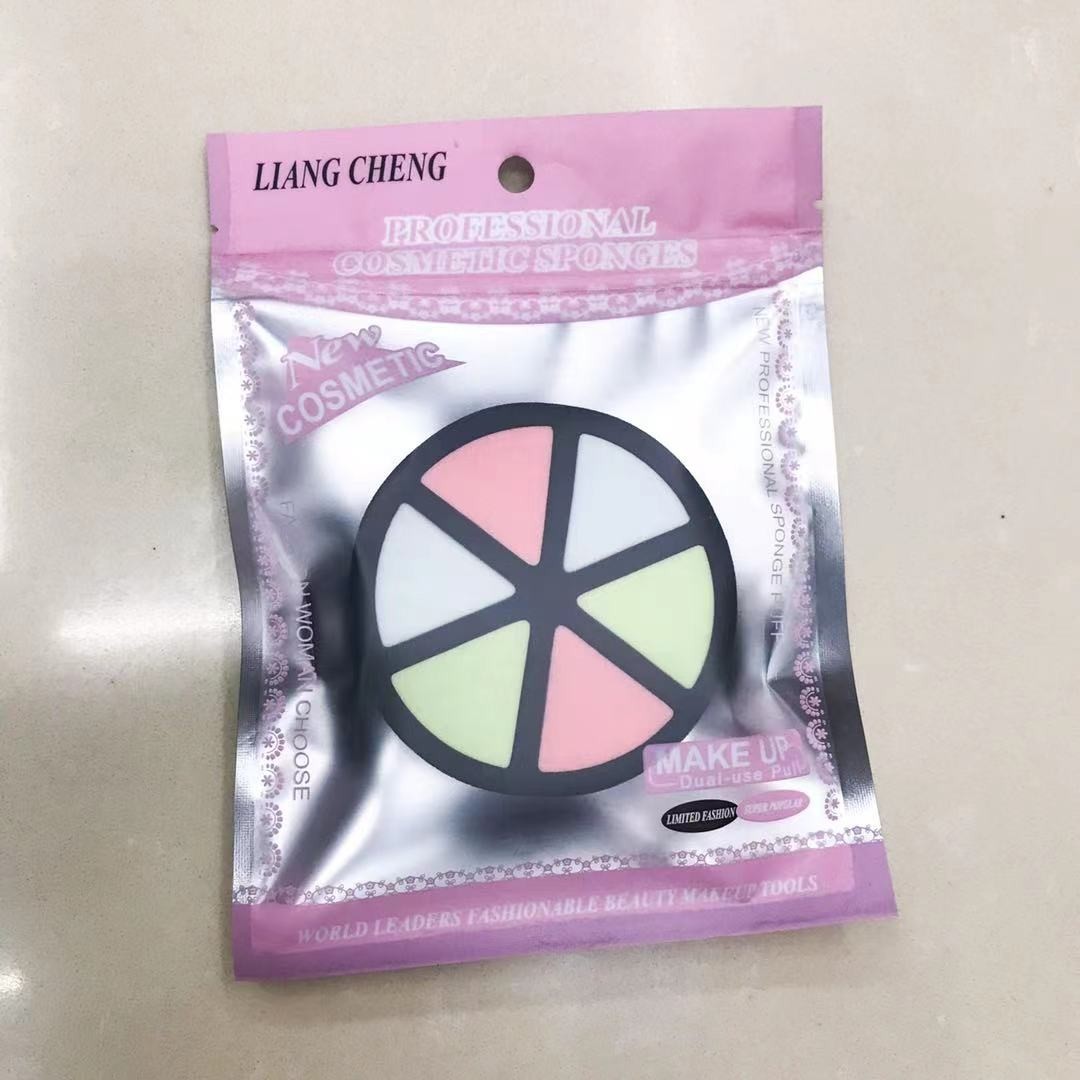 LIANG CHENG
PROFESSIONAL
COSMETIC SPONGES
New
COSMETIC
NEW PROFESSIONAL SPONGE PUFF
WOMAN CHOOSE
MAKE UP
Dual-use Puff
LIMITED FASHION
SUPER POPULAR
WORLD LEADERS FASHIONABLE BEAUTY MAKEUP TOOLS